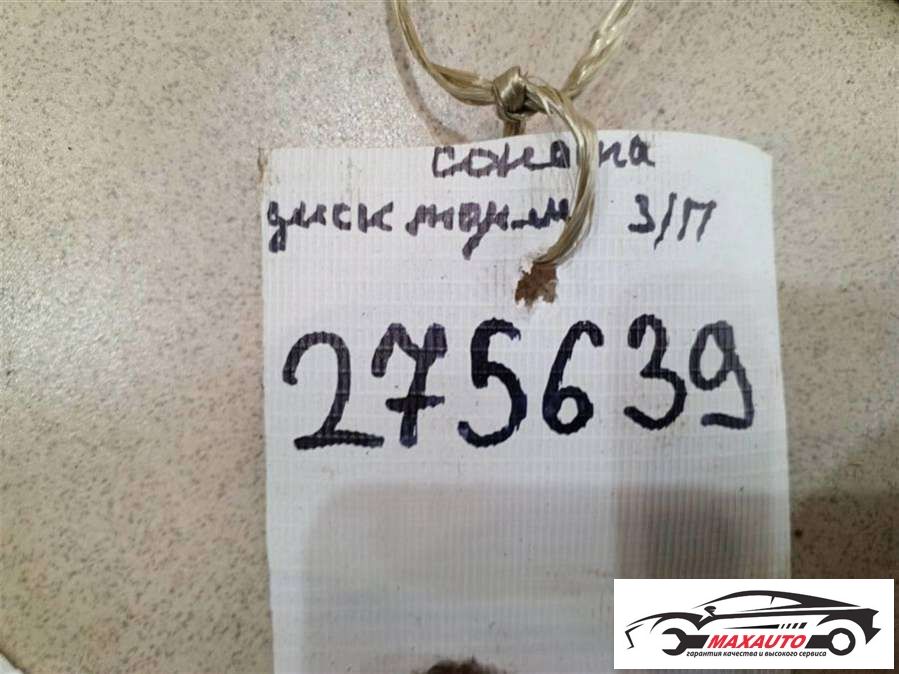 соната
диск торм З/П
275639
MAXAUTO
гарантия качества и высокого сервиса